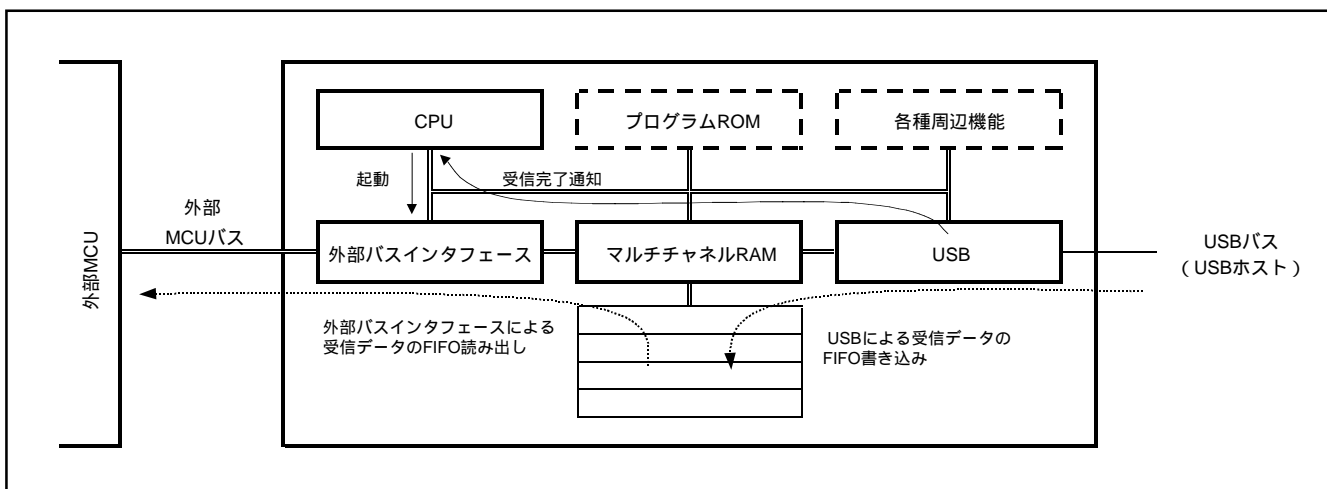 CPU
プログラムROM
各種周辺機能
起動
受信完了通知
外部
MCUバス
外部MCU
外部バスインタフェース
マルチチャネルRAM
USB
USBバス
（USBホスト）
外部バスインタフェースによる
受信データのFIFO読み出し
USBによる受信データの
FIFO書き込み